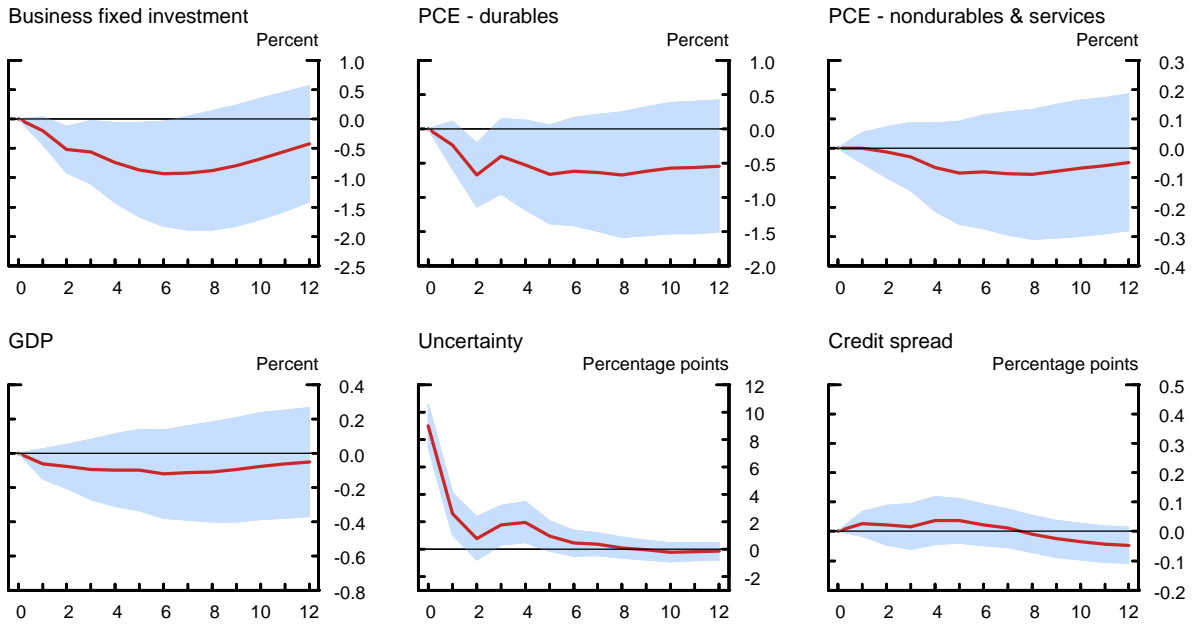 Business fixed investment
Percent
1.0
0.5
0.0
-0.5
-1.0
-1.5
-2.0
-2.5
0 2 4 6 8 10 12
PCE - durables
Percent
1.0
0.5
0.0
-0.5
-1.0
-1.5
-2.0
0 2 4 6 8 10 12
PCE - nondurables & services
Percent
0.3
0.2
0.1
0.0
-0.1
-0.2
-0.3
-0.4
0 2 4 6 8 10 12
GDP
Percent
0.4
0.2
0.0
-0.2
-0.4
-0.6
-0.8
0 2 4 6 8 10 12
Uncertainty
Percentage points
12
10
8
6
4
2
0
-2
0 2 4 6 8 10 12
Credit spread
Percentage points
0.5
0.4
0.3
0.2
0.1
0.0
-0.1
-0.2
0 2 4 6 8 10 12